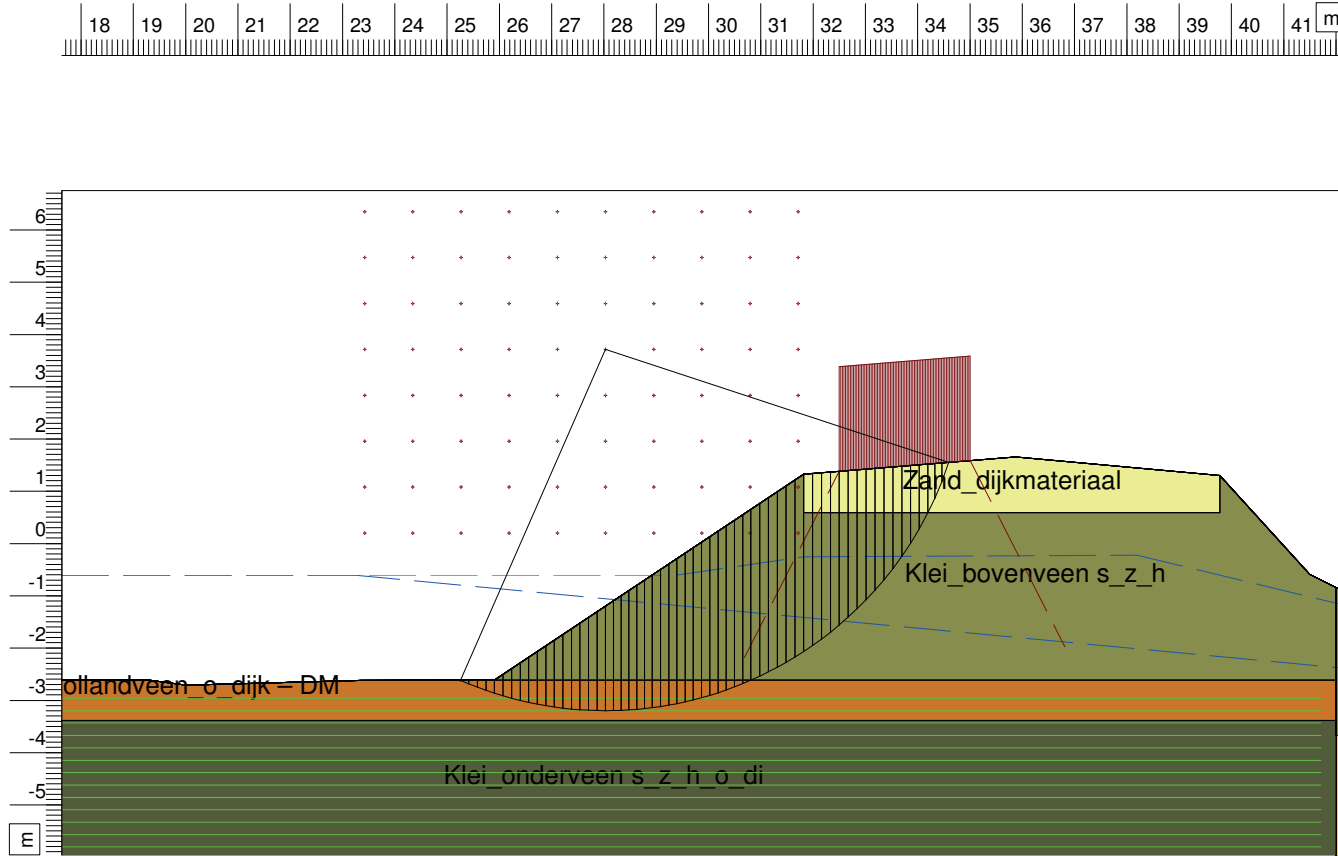 18 19 20 21 22 23 24 25 26 27 28 29 30 31 32 33 34 35 36 37 38 39 40 41 m
6
5
4
3
2
1
Zand_dijkmateriaal
0
-1
Klei_bovenveen s_z_h
-2
-3
ollandveen_o_dijk – DM
-4
Klei_onderveen s_z_h_o_di
-5
m